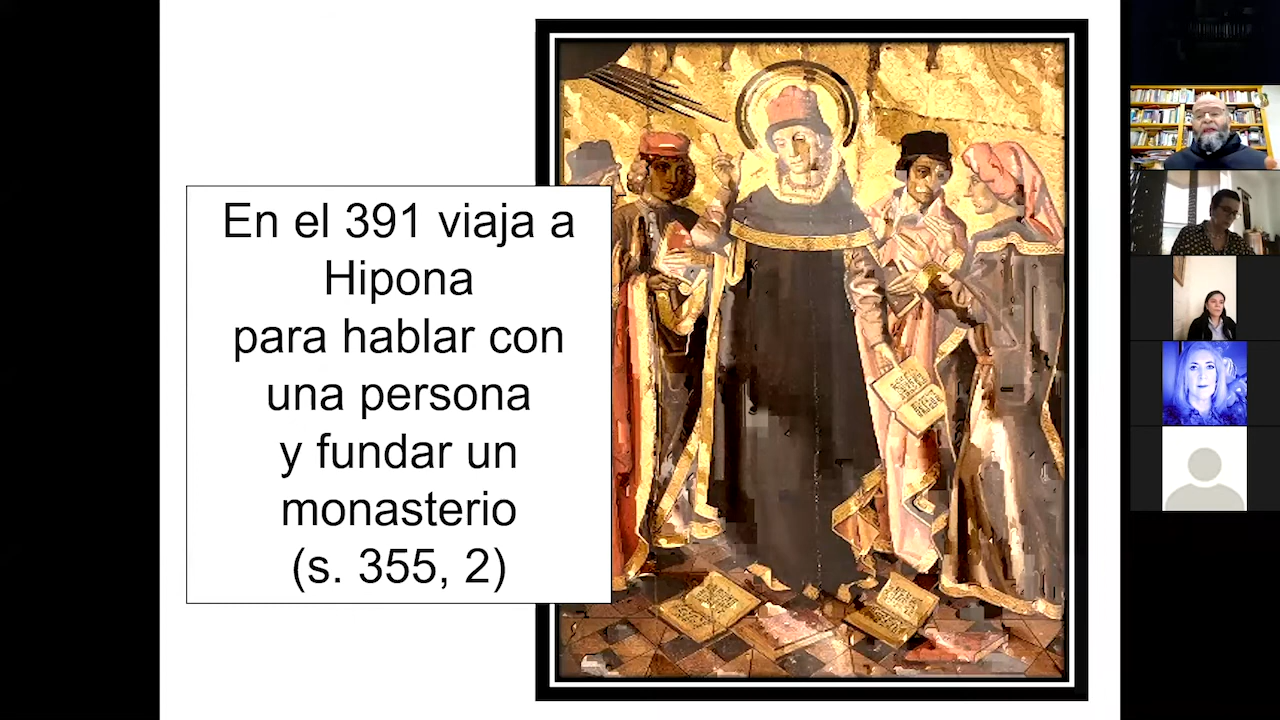 En el 391 viaja a
Hipona
para hablar con
una persona
y fundar un
monasterio
(s. 355, 2)